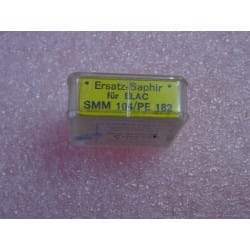 * Ersatz-Saphir *
für ELAC
SMM 104/PE 182